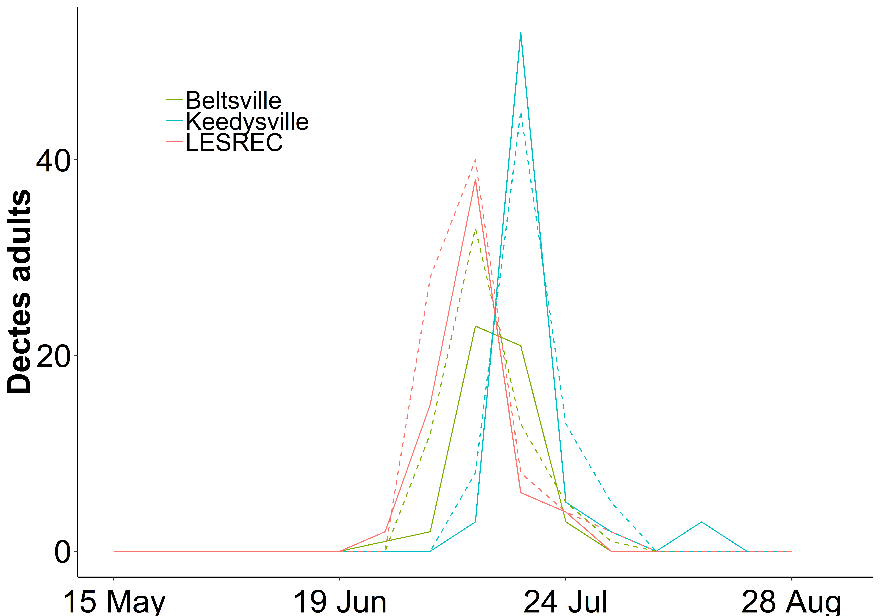 Beltsville
Keedysville
LESREC
Dectes adults
40
20
0
15 May 19 Jun 24 Jul 28 Aug